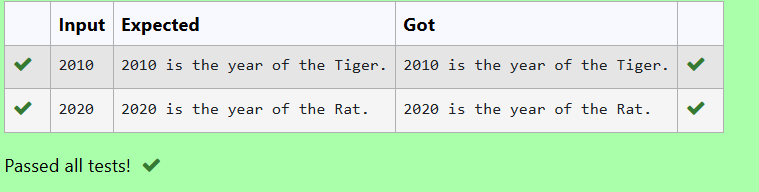 Input Expected Got
2010 2010 is the year of the Tiger. 2010 is the year of the Tiger.
2020 2020 is the year of the Rat. 2020 is the year of the Rat.
Passed all tests!